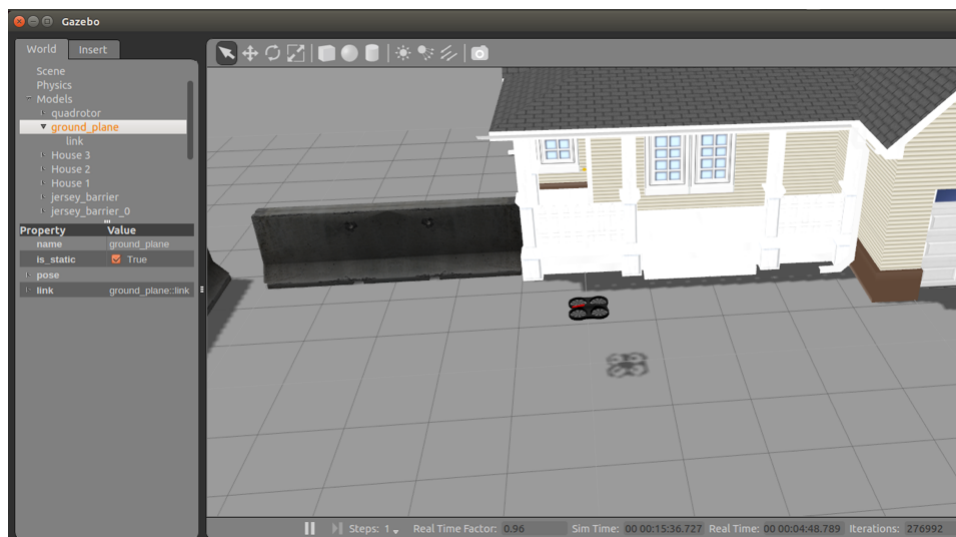 Gazebo
World Insert
Scene
Physics
Models
quadrotor
ground_plane
link
House 3
House 2
House 1
jersey_barrier
jersey_barrier_0
Property Value
name ground_plane
is_static True
pose
link ground_plane::link
Steps: 1 Real Time Factor: 0.96 Sim Time: 00 00:15:36.727 Real Time: 00 00:04:48.789 Iterations: 276992